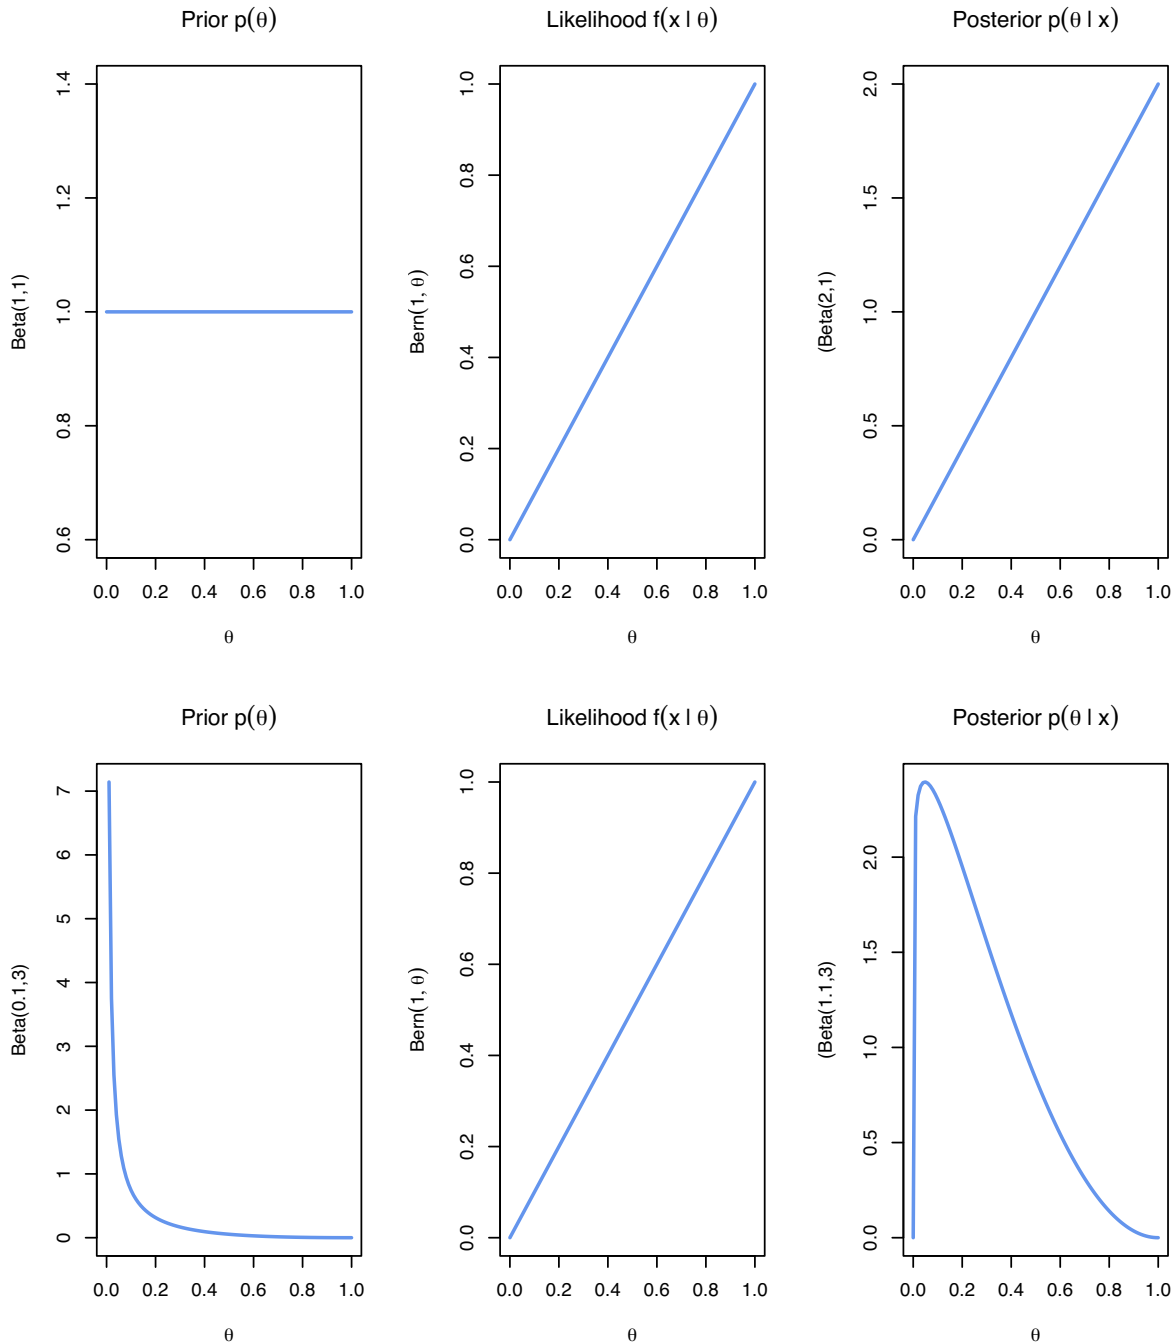 Prior p(θ)
Beta(1,1)
1.4
1.2
1.0
0.8
0.6
0.0 0.2 0.4 0.6 0.8 1.0
θ
Likelihood f(x | θ)
Bern(1, θ)
1.0
0.8
0.6
0.4
0.2
0.0
0.0 0.2 0.4 0.6 0.8 1.0
θ
Posterior p(θ | x)
(Beta(2,1)
2.0
1.5
1.0
0.5
0.0
0.0 0.2 0.4 0.6 0.8 1.0
θ
Prior p(θ)
Beta(0.1,3)
7
6
5
4
3
2
1
0
0.0 0.2 0.4 0.6 0.8 1.0
θ
Likelihood f(x | θ)
Bern(1, θ)
1.0
0.8
0.6
0.4
0.2
0.0
0.0 0.2 0.4 0.6 0.8 1.0
θ
Posterior p(θ | x)
(Beta(1.1,3)
2.0
1.5
1.0
0.5
0.0
0.0 0.2 0.4 0.6 0.8 1.0
θ